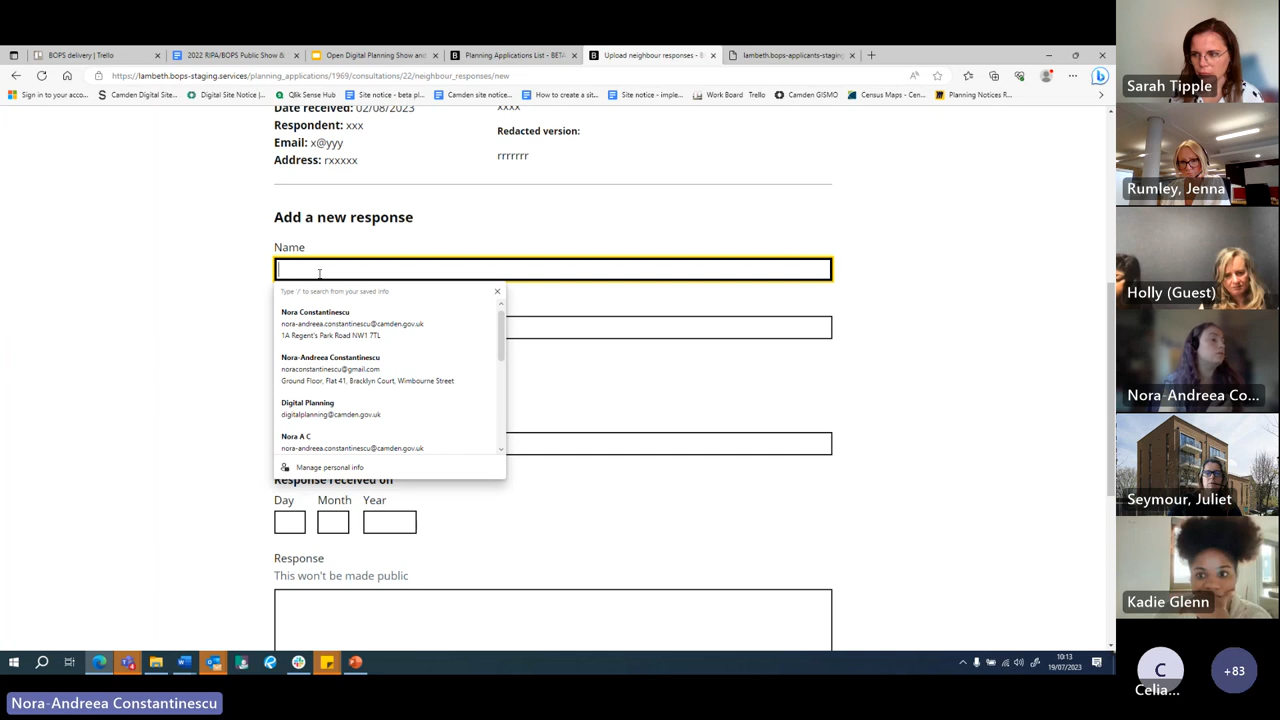 BOPS delivery | Trello
2022 RIPA/BOPS Public Show &
Open Digital Planning Show and
Planning Applications List - BETA
Upload neighbour responses - B
lambeth.bops-applicants-staging
https://lambeth.bops-staging.services/planning_applications/1969/consultations/22/neighbour_responses/new
Sign in to your acco...
Camden Digital Site...
Digital Site Notice |...
Qlik Sense Hub
Site notice - beta pl...
Camden site notice...
How to create a sit...
Site notice - imple...
Work Board Trello
Camden GISMO
Census Maps - Cen...
Planning Notices R...
Date received: 02/08/2023
xxxx
Respondent: xxx
Redacted version:
Email: x@yyy
rrrrrrr
Address: rxxxxx
Add a new response
Name
Type '/' to search from your saved info
Nora Constantinescu
nora-andreea.constantinescu@camden.gov.uk
1A Regent's Park Road NW1 7TL
Nora-Andreea Constantinescu
noraconstantinescu@gmail.com
Ground Floor, Flat 41, Bracklyn Court, Wimbourne Street
Digital Planning
digitalplanning@camden.gov.uk
Nora A C
nora-andreea.constantinescu@camden.gov.uk
Manage personal info
Response received on
Day Month Year
Response
This won't be made public
10:13
19/07/2023
Nora-Andreea Constantinescu
Sarah Tipple
Rumley, Jenna
Holly (Guest)
Nora-Andreea Co...
Seymour, Juliet
Kadie Glenn
C
Celia...
+83